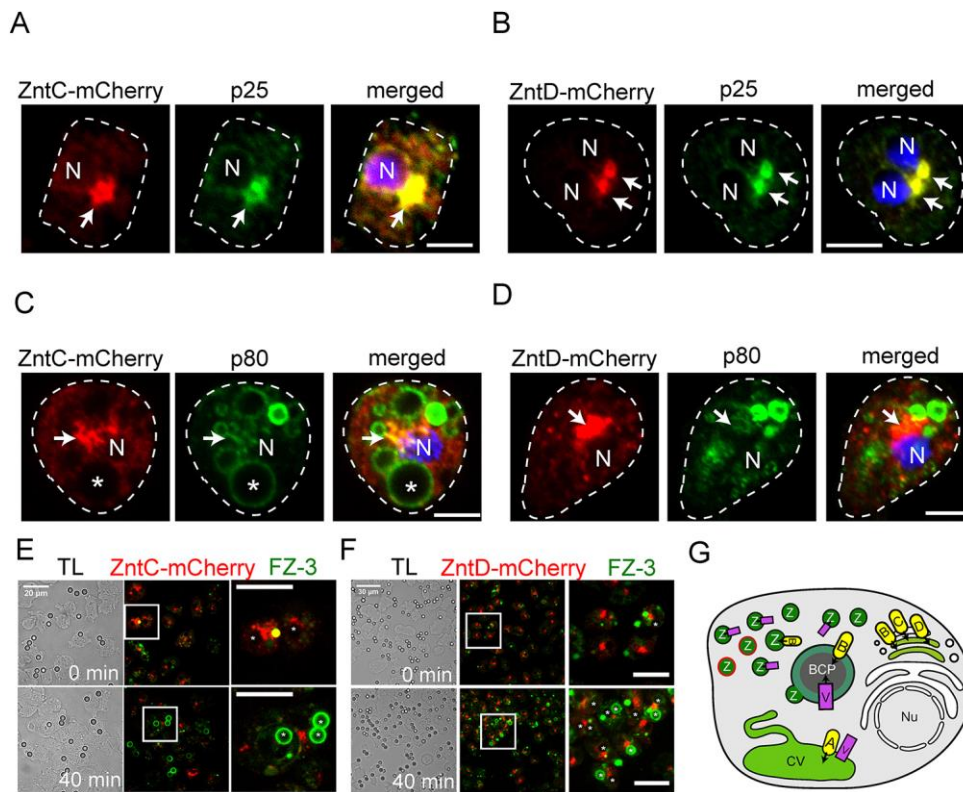 A
B
ZntC-mCherry p25 merged
ZntD-mCherry p25 merged
N N
N N N
C
D
ZntC-mCherry p80 merged
ZntD-mCherry p80 merged
N N N
* * *
N N N
E
TL ZntC-mCherry FZ-3
20 µm
* *
0 min
* *
40 min
F
TL ZntD-mCherry FZ-3
30 µm
0 min
40 min
G
Z Z Z Z Z Z Z
B B C D
BCP
V
Nu
A V
CV